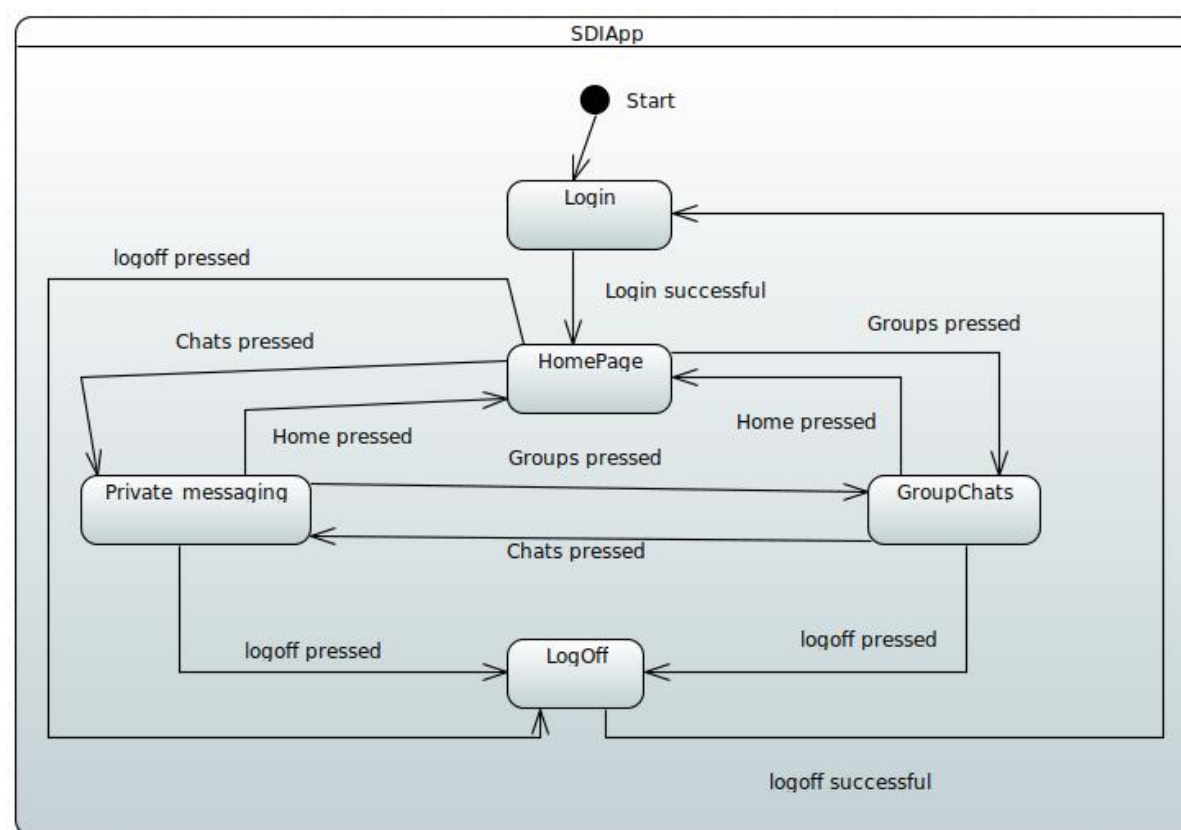 SDIApp
Start
Login
logoff pressed
Login successful
Groups pressed
Chats pressed
HomePage
Home pressed
Home pressed
Groups pressed
Private messaging
GroupChats
Chats pressed
logoff pressed
LogOff
logoff pressed
logoff successful